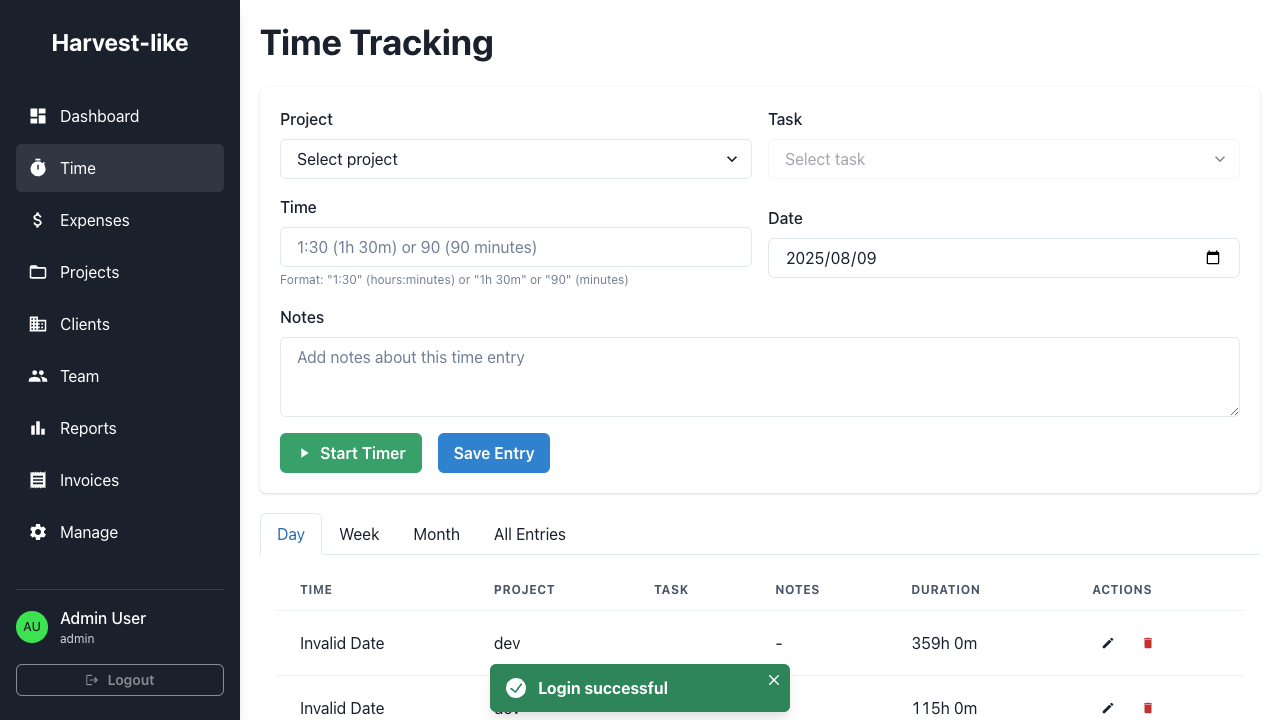 Harvest-like
Dashboard
Time
Expenses
Projects
Clients
Team
Reports
Invoices
Manage
AU
Admin User
admin
Logout
Time Tracking
Project
Task
Select project
Select task
Time
Date
1:30 (1h 30m) or 90 (90 minutes)
2025/08/09
Format: "1:30" (hours:minutes) or "1h 30m" or "90" (minutes)
Notes
Add notes about this time entry
Start Timer
Save Entry
Day Week Month All Entries
TIME PROJECT TASK NOTES DURATION ACTIONS
Invalid Date dev - 359h 0m
Invalid Date 115h 0m
Login successful